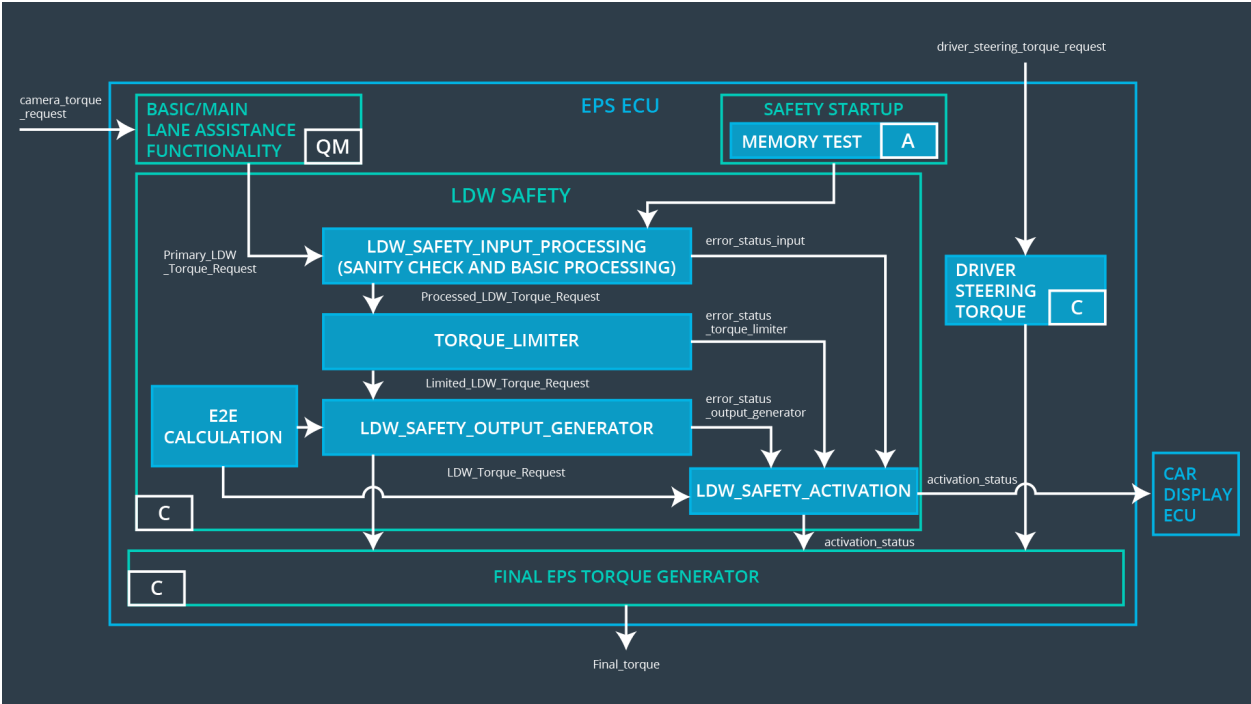 driver_steering_torque_request
camera_torque
_request
EPS ECU
BASIC/MAIN
LANE ASSISTANCE
FUNCTIONALITY
QM
SAFETY STARTUP
MEMORY TEST
A
LDW SAFETY
Primary_LDW
_Torque_Request
LDW_SAFETY_INPUT_PROCESSING
(SANITY CHECK AND BASIC PROCESSING)
error_status_input
DRIVER
STEERING
TORQUE
C
Processed_LDW_Torque_Request
TORQUE_LIMITER
error_status
_torque_limiter
Limited_LDW_Torque_Request
E2E
CALCULATION
LDW_SAFETY_OUTPUT_GENERATOR
error_status
_output_generator
LDW_Torque_Request
LDW_SAFETY_ACTIVATION
activation_status
CAR
DISPLAY
ECU
C
activation_status
FINAL EPS TORQUE GENERATOR
C
Final_torque